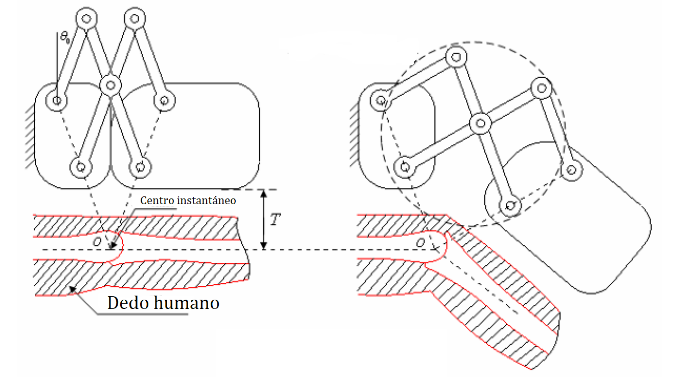 θ₀
Centro instantáneo
T
O
O
Dedo humano